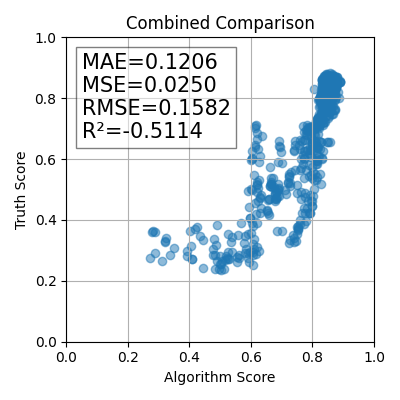 Combined Comparison
MAE=0.1206
MSE=0.0250
RMSE=0.1582
R²=-0.5114
Truth Score
1.0
0.8
0.6
0.4
0.2
0.0
0.0 0.2 0.4 0.6 0.8 1.0
Algorithm Score